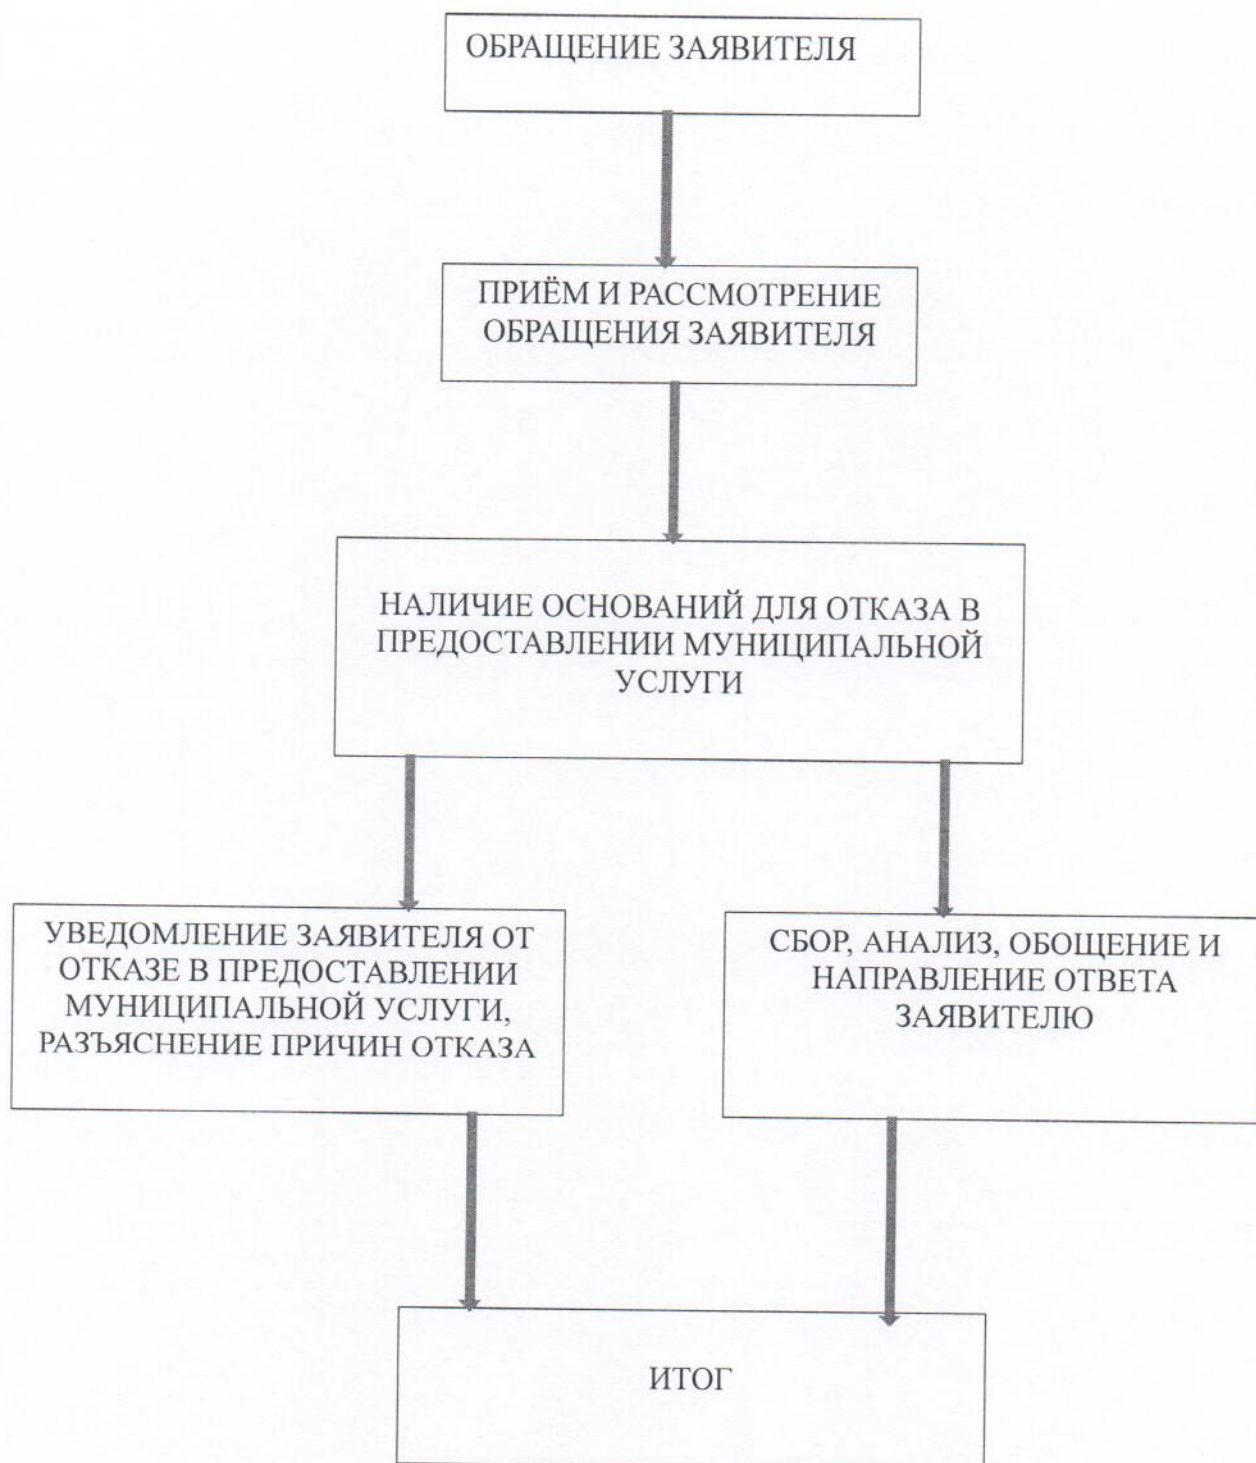 ОБРАЩЕНИЕ ЗАЯВИТЕЛЯ
ПРИЁМ И РАССМОТРЕНИЕ
ОБРАЩЕНИЯ ЗАЯВИТЕЛЯ
НАЛИЧИЕ ОСНОВАНИЙ ДЛЯ ОТКАЗА В
ПРЕДОСТАВЛЕНИИ МУНИЦИПАЛЬНОЙ
УСЛУГИ
УВЕДОМЛЕНИЕ ЗАЯВИТЕЛЯ ОТ
ОТКАЗЕ В ПРЕДОСТАВЛЕНИИ
МУНИЦИПАЛЬНОЙ УСЛУГИ,
РАЗЪЯСНЕНИЕ ПРИЧИН ОТКАЗА
СБОР, АНАЛИЗ, ОБОЩЕНИЕ И
НАПРАВЛЕНИЕ ОТВЕТА
ЗАЯВИТЕЛЮ
ИТОГ